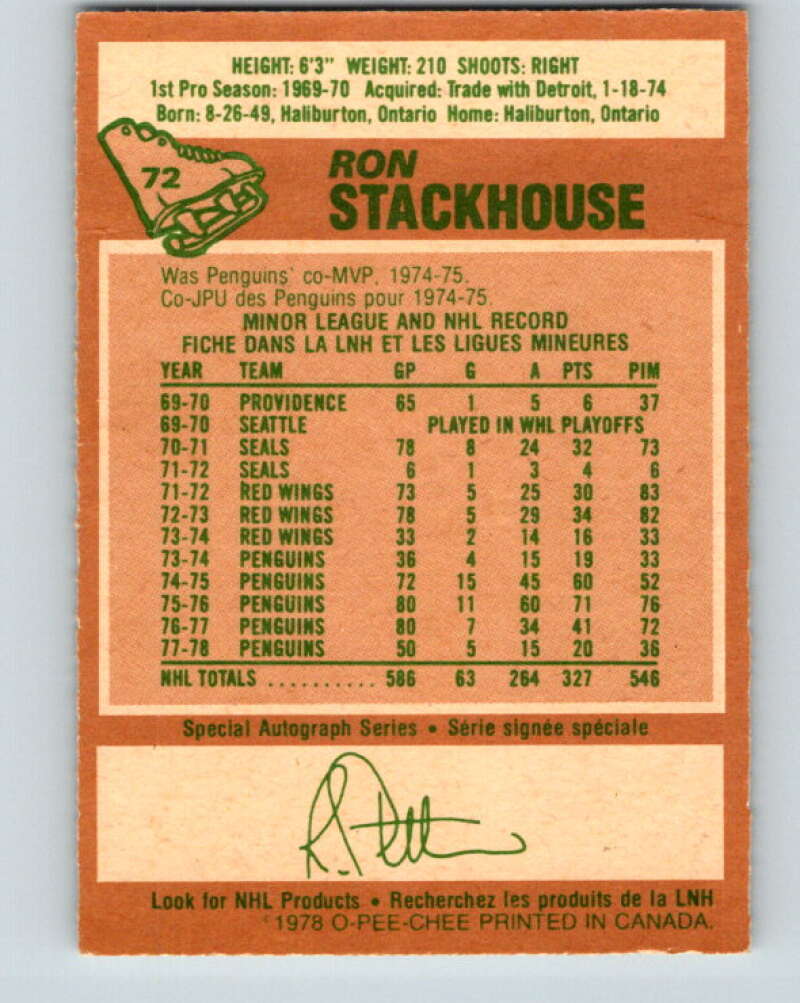 HEIGHT: 6'3" WEIGHT: 210 SHOOTS: RIGHT
1st Pro Season: 1969-70 Acquired: Trade with Detroit, 1-18-74
Born: 8-26-49, Haliburton, Ontario Home: Haliburton, Ontario
72
RON
STACKHOUSE
Was Penguins' co-MVP, 1974-75.
Co-JPU des Penguins pour 1974-75.
MINOR LEAGUE AND NHL RECORD
FICHE DANS LA LNH ET LES LIGUES MINEURES
YEAR TEAM GP G A PTS PIM
69-70 PROVIDENCE 65 1 5 6 37
69-70 SEATTLE PLAYED IN WHL PLAYOFFS
70-71 SEALS 78 8 24 32 73
71-72 SEALS 6 1 3 4 6
71-72 RED WINGS 73 5 25 30 83
72-73 RED WINGS 78 5 29 34 82
73-74 RED WINGS 33 2 14 16 33
73-74 PENGUINS 36 4 15 19 33
74-75 PENGUINS 72 15 45 60 52
75-76 PENGUINS 80 11 60 71 76
76-77 PENGUINS 80 7 34 41 72
77-78 PENGUINS 50 5 15 20 36
NHL TOTALS .......... 586 63 264 327 546
Special Autograph Series • Série signée spéciale
Look for NHL Products • Recherchez les produits de la LNH
© 1978 O-PEE-CHEE PRINTED IN CANADA.